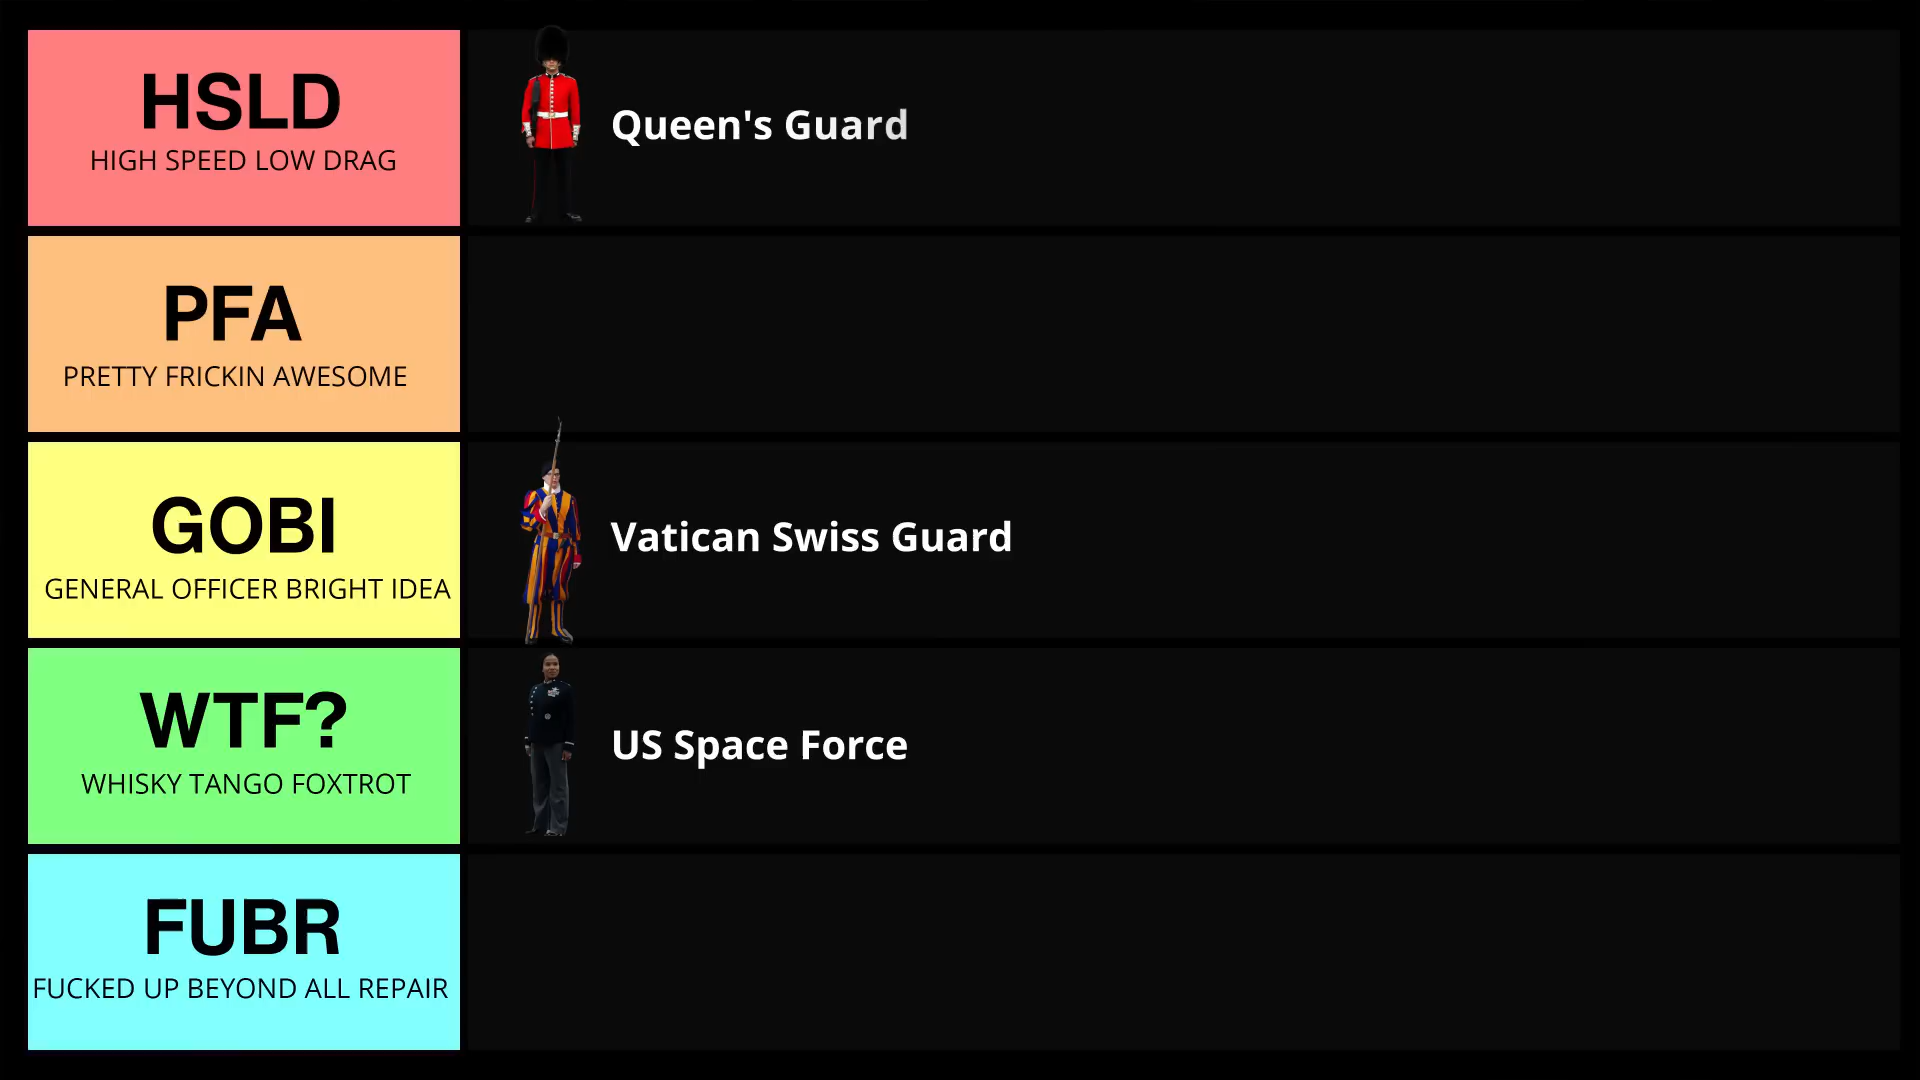 HSLD
HIGH SPEED LOW DRAG
Queen's Guard
PFA
PRETTY FRICKIN AWESOME
GOBI
GENERAL OFFICER BRIGHT IDEA
Vatican Swiss Guard
WTF?
WHISKY TANGO FOXTROT
US Space Force
FUBR
FUCKED UP BEYOND ALL REPAIR